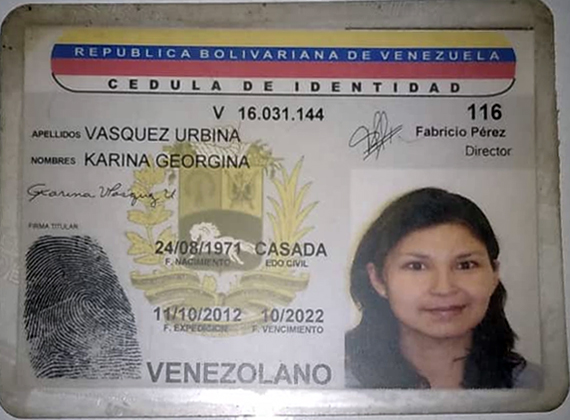 REPUBLICA BOLIVARIANA DE VENEZUELA
CEDULA DE IDENTIDAD
V 16.031.144
116
APELLIDOS VASQUEZ URBINA
Fabricio Pérez
Director
NOMBRES KARINA GEORGINA
Karina Vasquez U
FIRMA TITULAR
24/08/1971 CASADA
F. NACIMIENTO EDO CIVIL
11/10/2012 10/2022
F. EXPEDICION F. VENCIMIENTO
VENEZOLANO